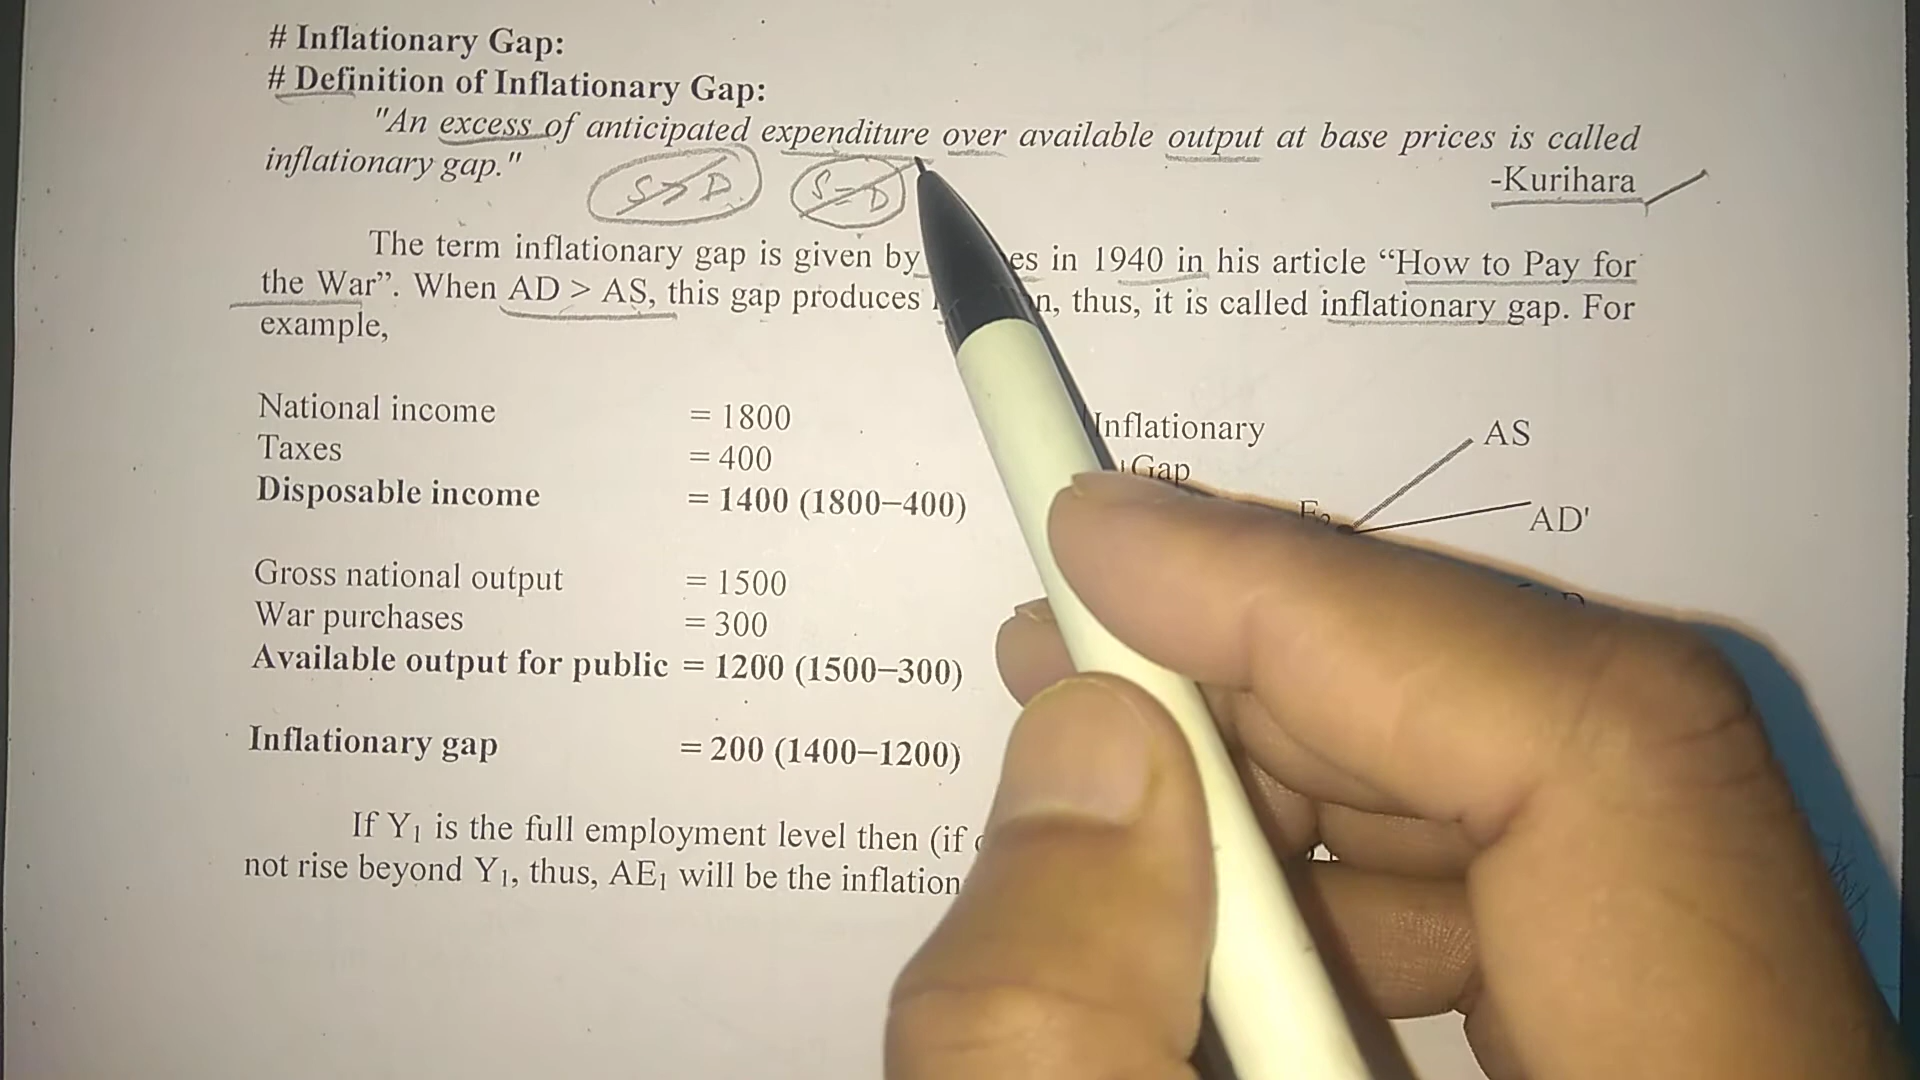 # Inflationary Gap:
# Definition of Inflationary Gap:
"An excess of anticipated expenditure over available output at base prices is called
inflationary gap."
S>D S=D
-Kurihara
The term inflationary gap is given by in 1940 in his article “How to Pay for
the War”. When AD > AS, this gap produces thus, it is called inflationary gap. For
example,
National income = 1800
Taxes = 400
Disposable income = 1400 (1800–400)
Gross national output = 1500
War purchases = 300
Available output for public = 1200 (1500–300)
Inflationary gap = 200 (1400–1200)
Inflationary
Gap
AS
AD'
If Y₁ is the full employment level then (if
not rise beyond Y₁, thus, AE₁ will be the